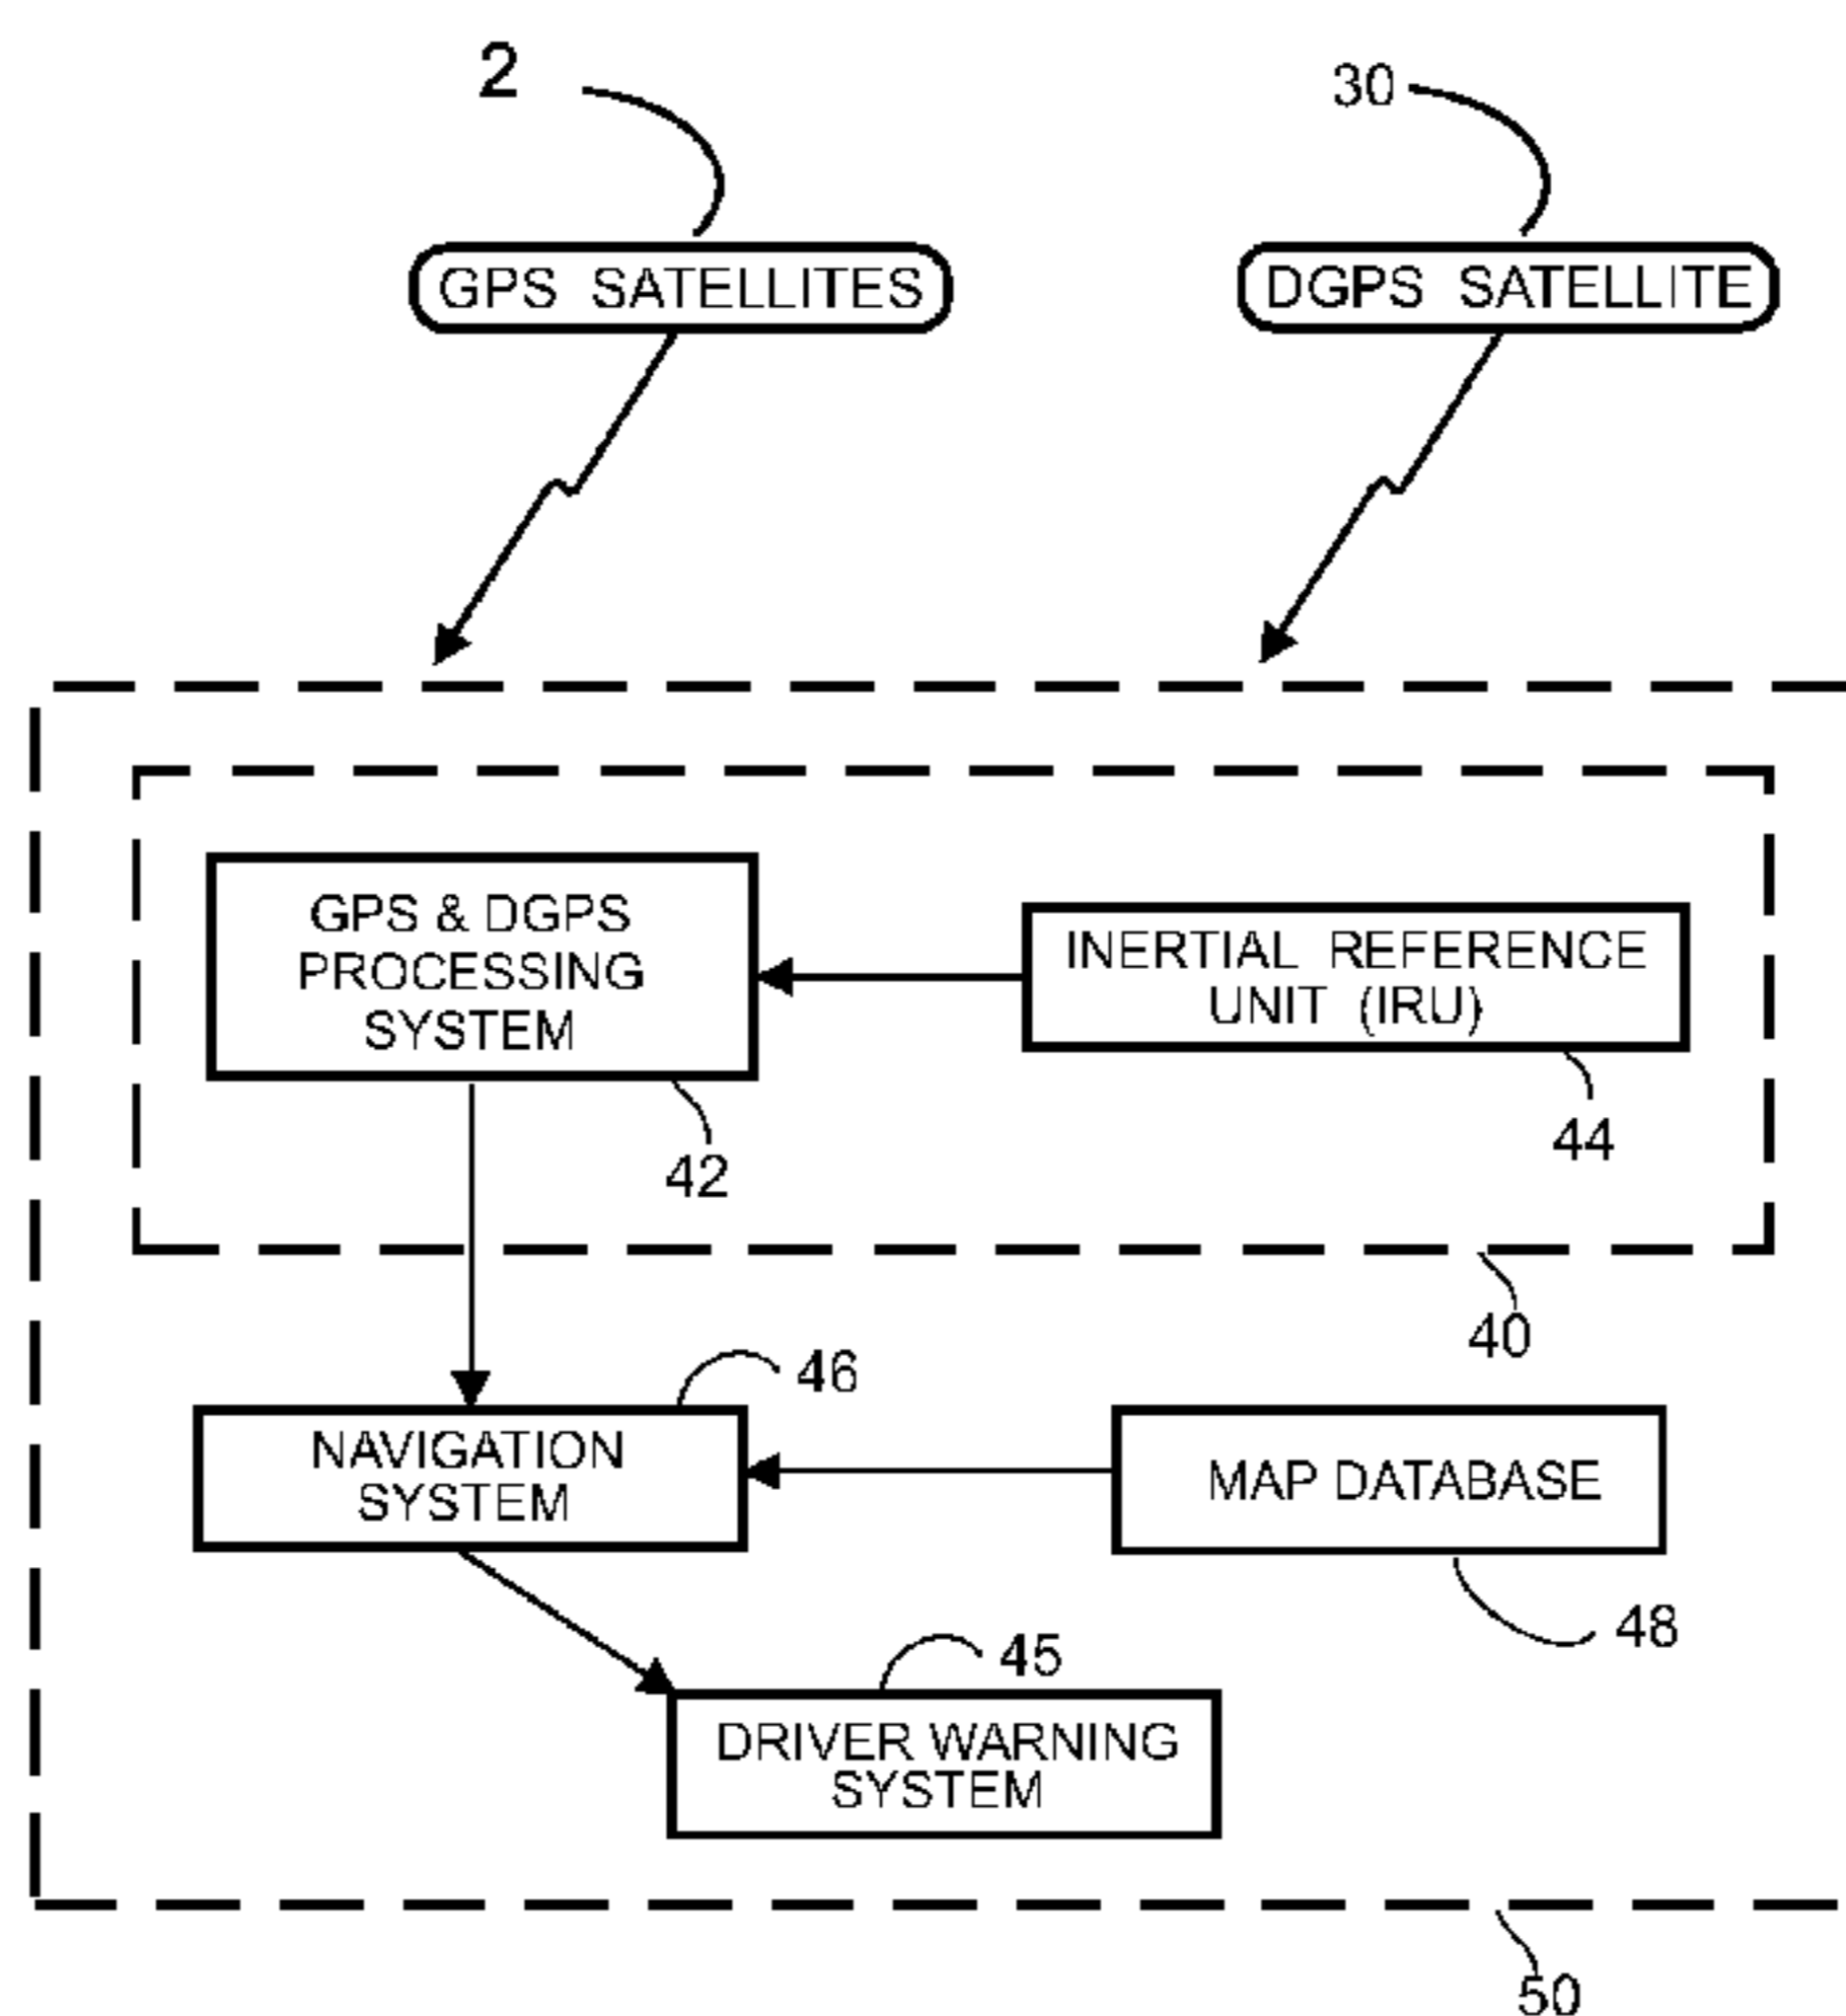 2
30
GPS SATELLITES
DGPS SATELLITE
GPS & DGPS
PROCESSING
SYSTEM
INERTIAL REFERENCE
UNIT (IRU)
42
44
40
46
NAVIGATION
SYSTEM
MAP DATABASE
48
45
DRIVER WARNING
SYSTEM
50